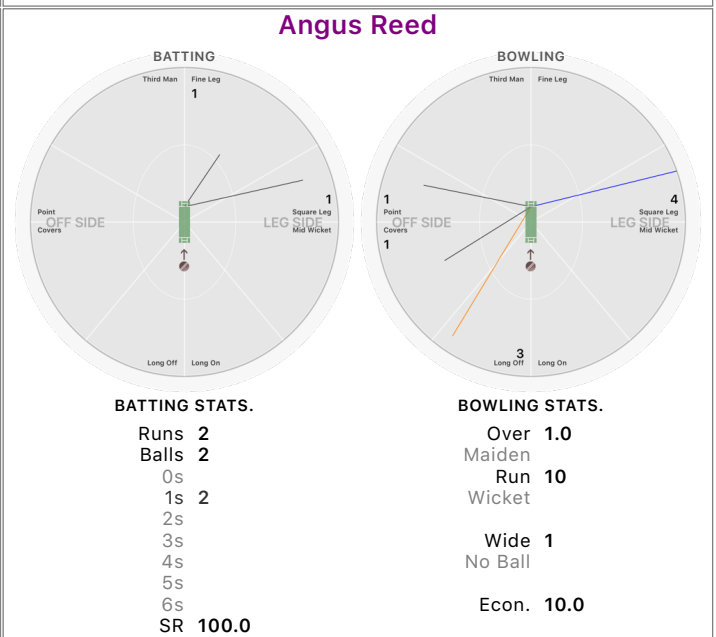 Angus Reed
BATTING
Third Man Fine Leg
1
1
Point Square Leg
OFF SIDE LEG SIDE
Covers Mid Wicket
Long Off Long On
BATTING STATS.
Runs 2
Balls 2
0s
1s 2
2s
3s
4s
5s
6s
SR 100.0
BOWLING
Third Man Fine Leg
1 4
Point Square Leg
OFF SIDE LEG SIDE
Covers Mid Wicket
1
3
Long Off Long On
BOWLING STATS.
Over 1.0
Maiden
Run 10
Wicket
Wide 1
No Ball
Econ. 10.0